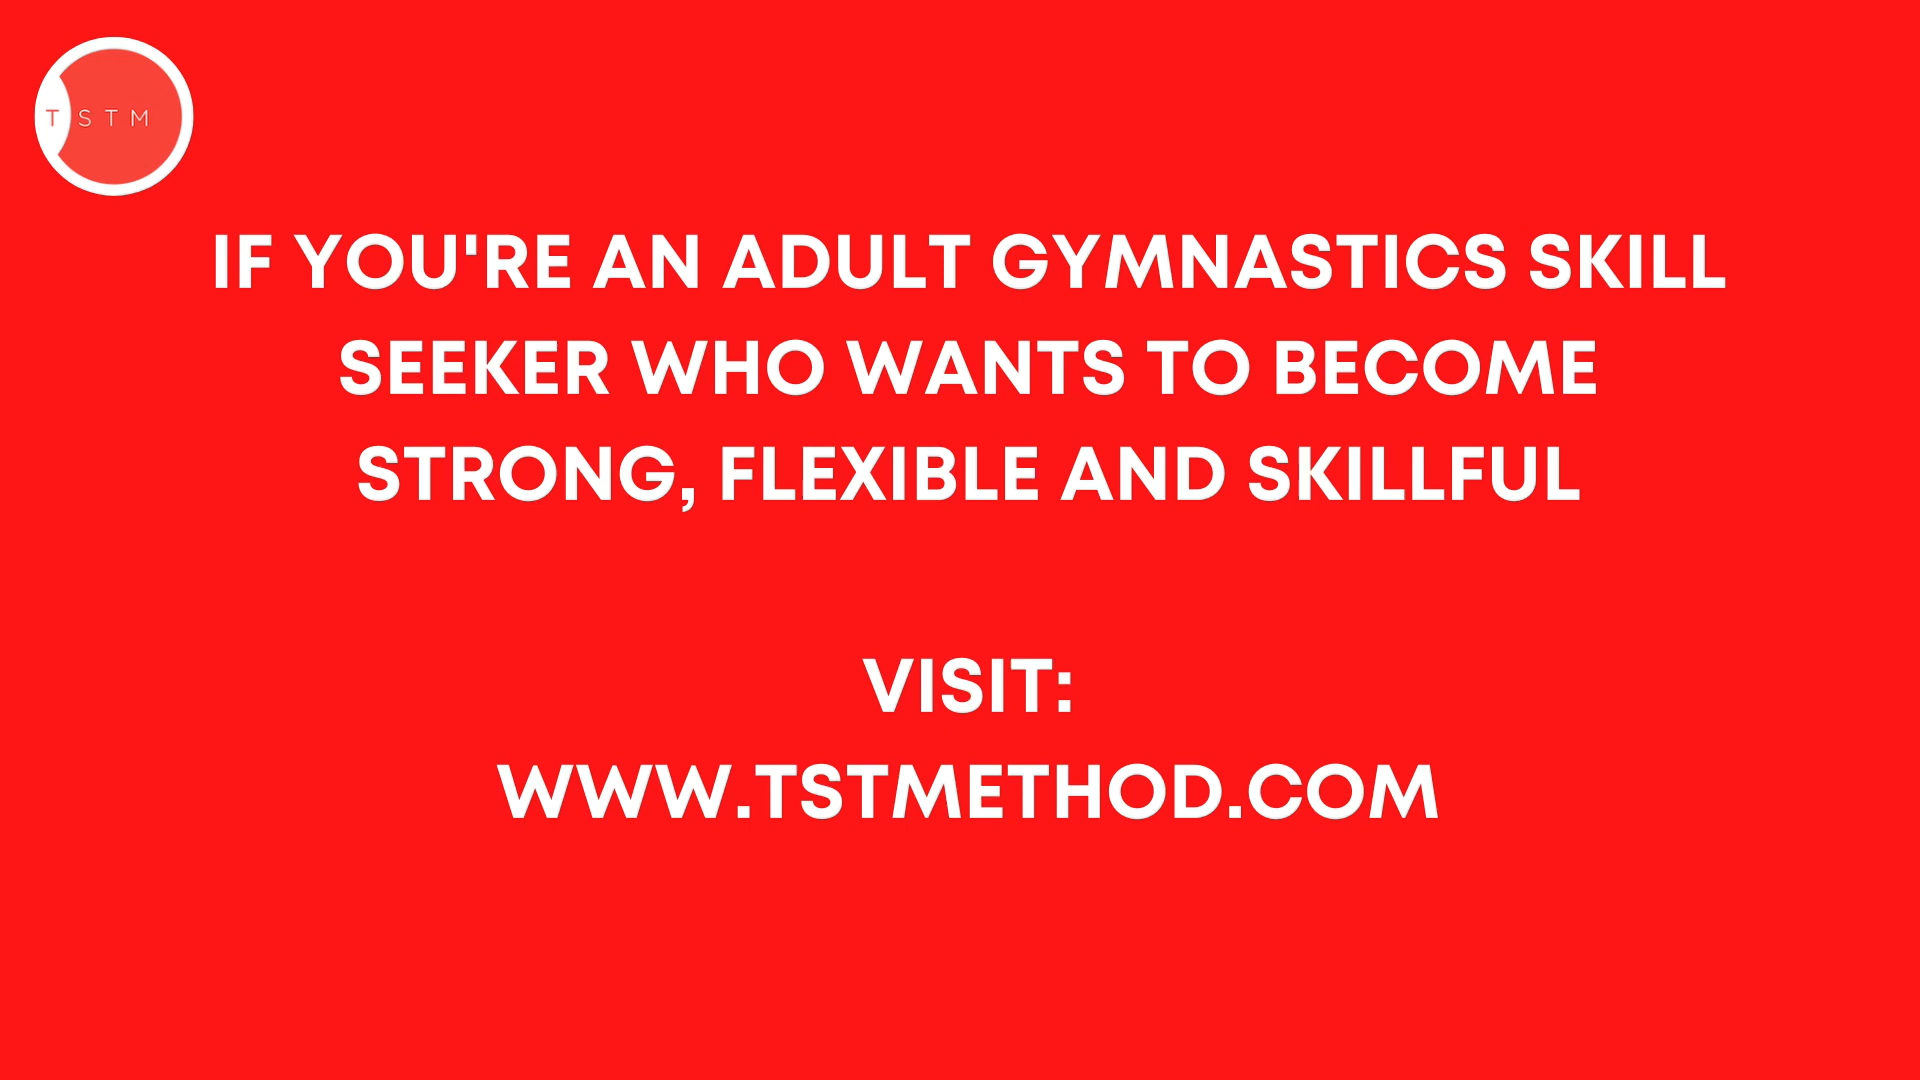 TSTM
IF YOU'RE AN ADULT GYMNASTICS SKILL
SEEKER WHO WANTS TO BECOME
STRONG, FLEXIBLE AND SKILLFUL
VISIT:
WWW.TSTMETHOD.COM